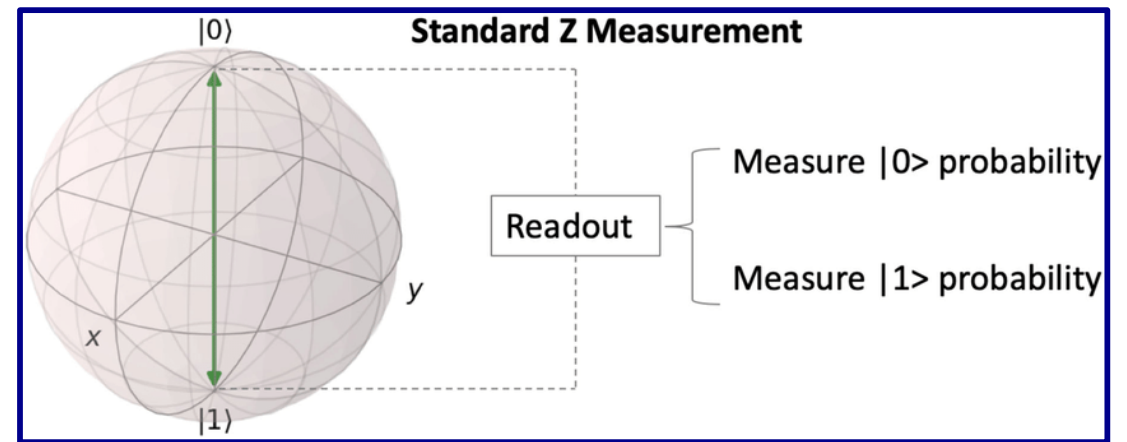 |0⟩
Standard Z Measurement
Measure |0> probability
Readout
Measure |1> probability
y
x
|1⟩